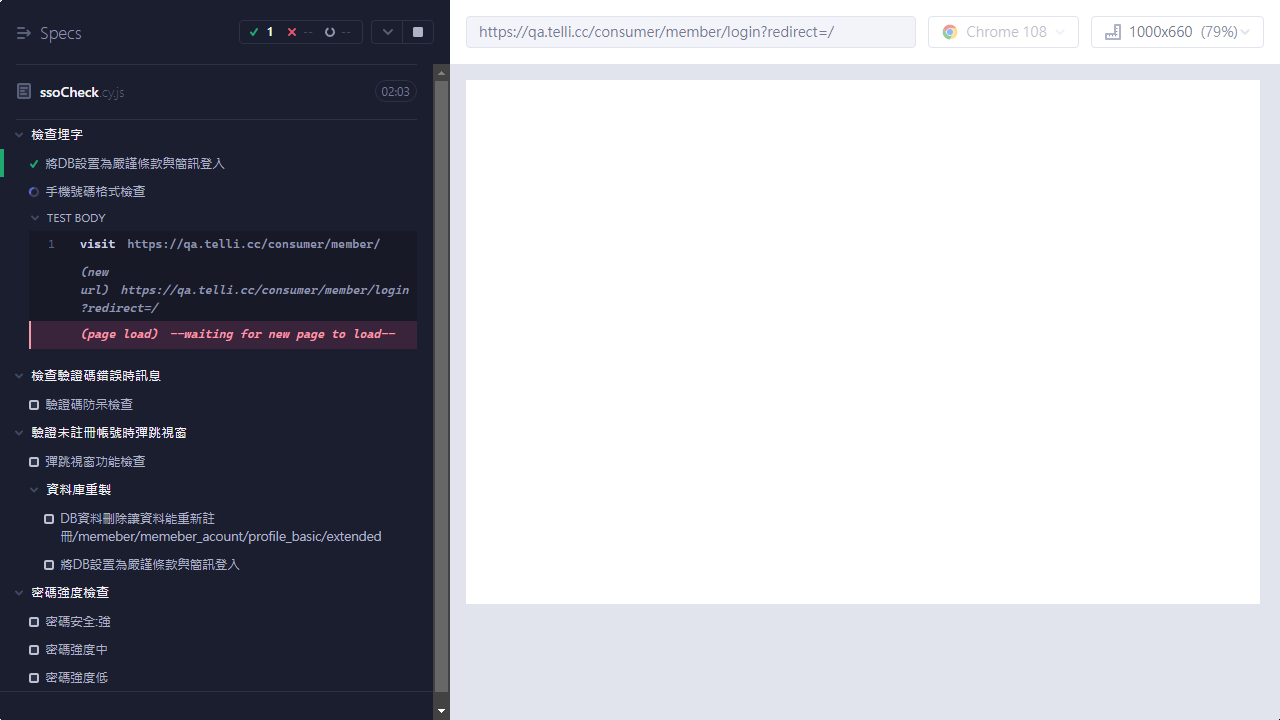 Specs
1
--
--
https://qa.telli.cc/consumer/member/login?redirect=/
Chrome 108
1000x660 (79%)
ssoCheck.cy.js
02:03
檢查埋字
將DB設置為嚴謹條款與簡訊登入
手機號碼格式檢查
TEST BODY
1 visit https://qa.telli.cc/consumer/member/
(new
url) https://qa.telli.cc/consumer/member/login
?redirect=/
(page load) --waiting for new page to load--
檢查驗證碼錯誤時訊息
驗證碼防呆檢查
驗證未註冊帳號時彈跳視窗
彈跳視窗功能檢查
資料庫重製
DB資料刪除讓資料能重新註
冊/memeber/memeber_acount/profile_basic/extended
將DB設置為嚴謹條款與簡訊登入
密碼強度檢查
密碼安全:強
密碼強度中
密碼強度低